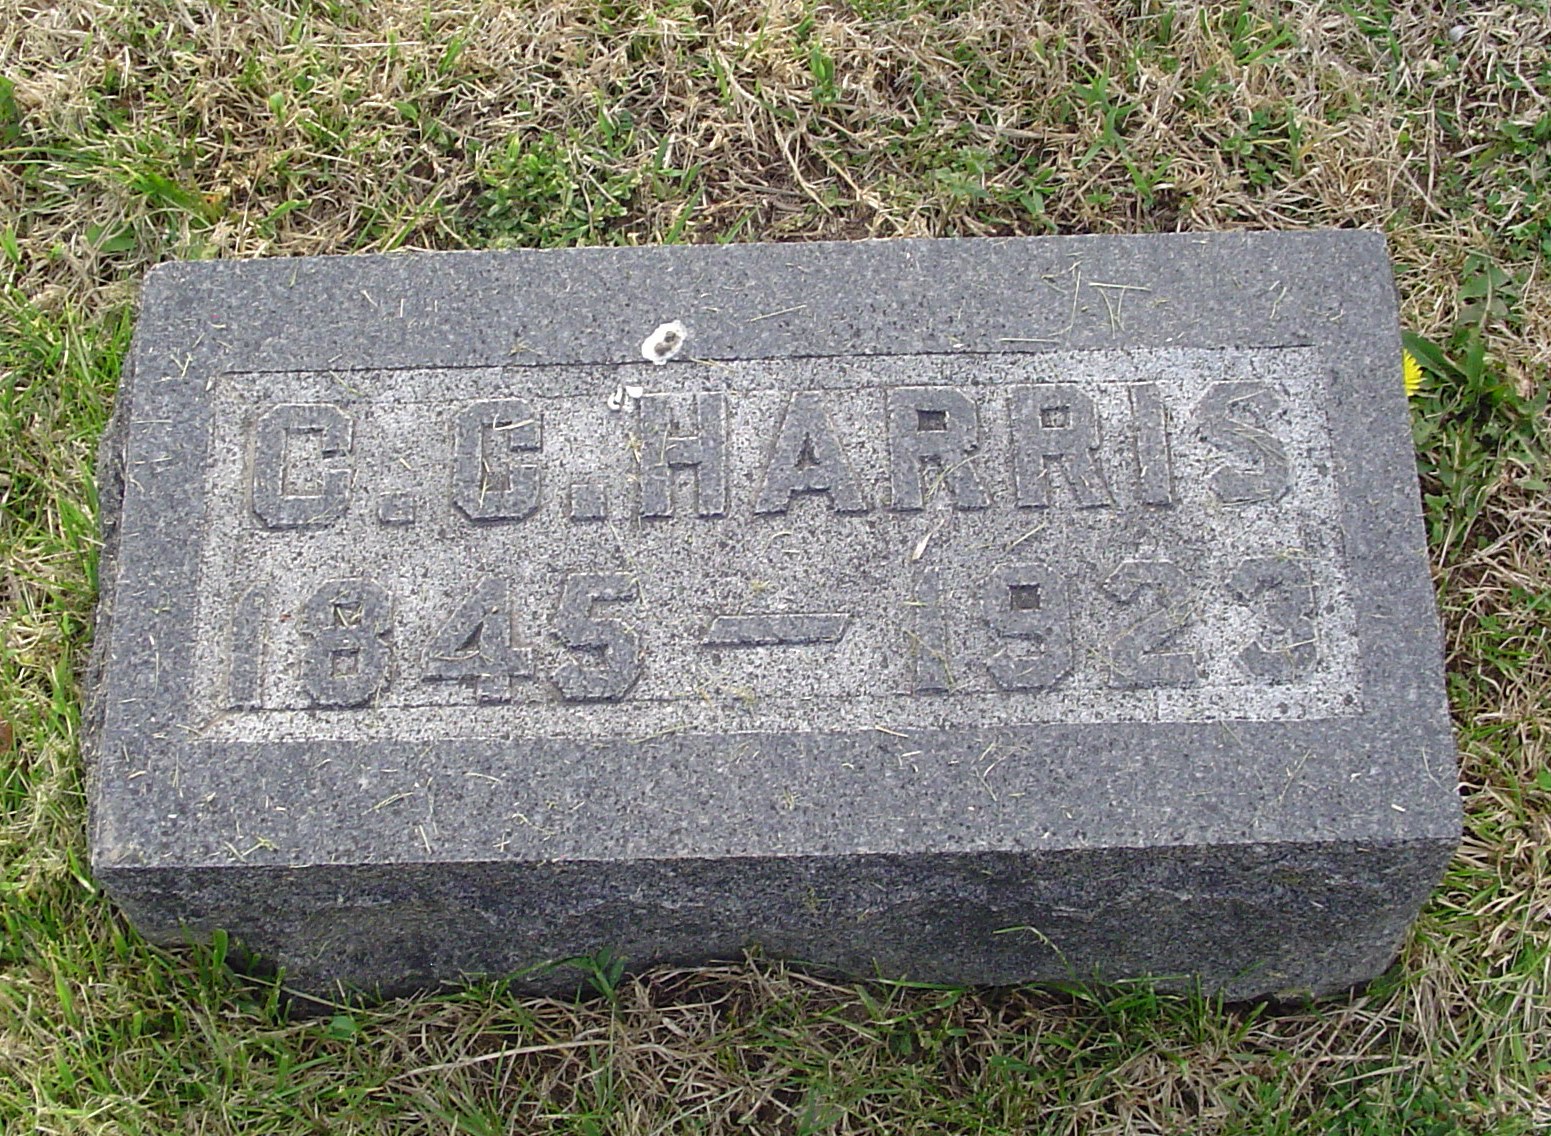 C. C. HARRIS
1845 — 1923